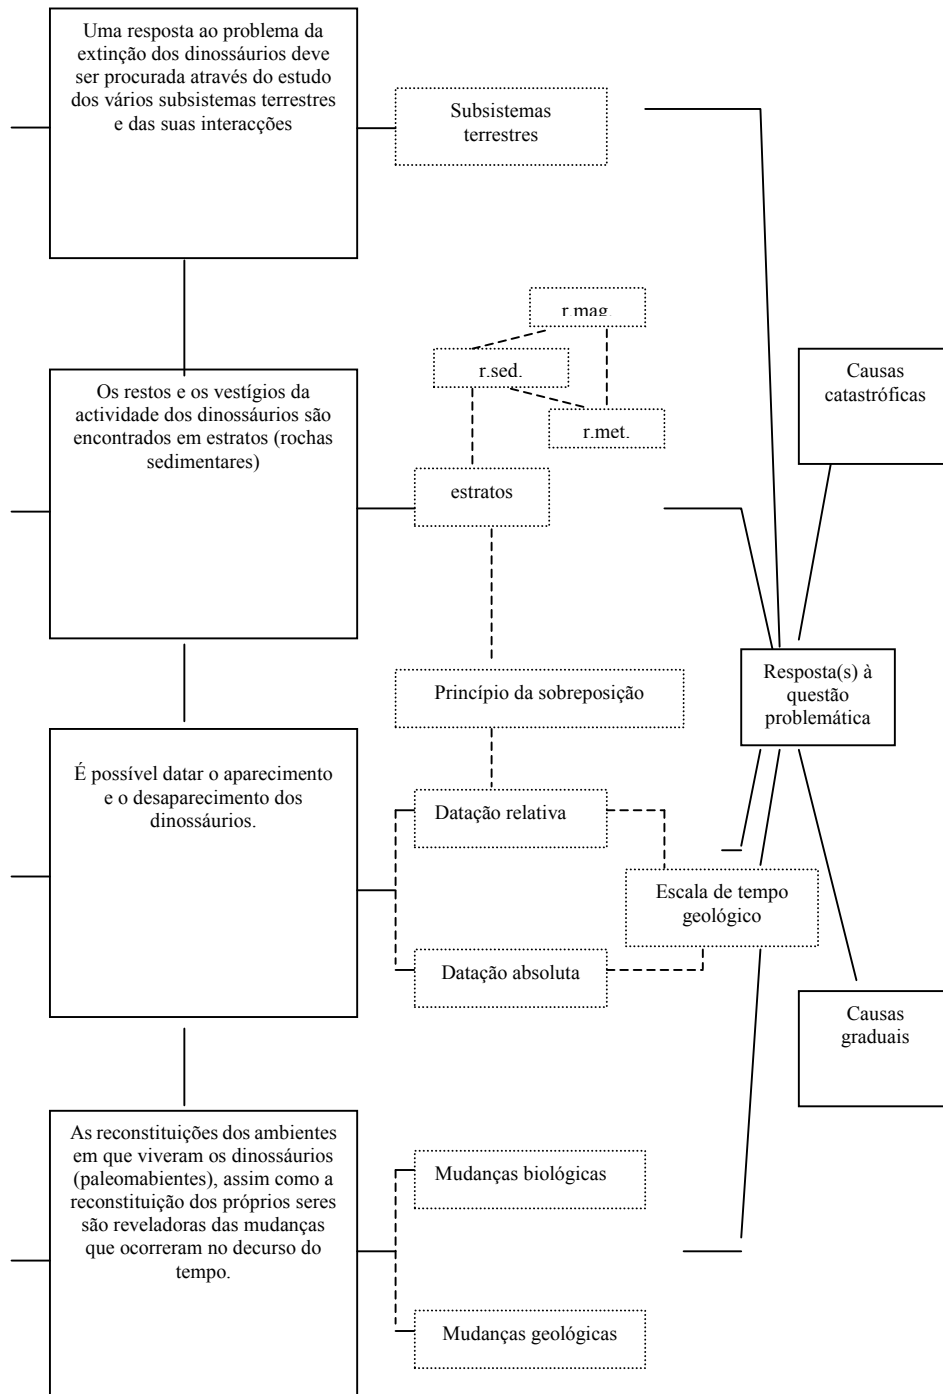 Uma resposta ao problema da
extinção dos dinossáurios deve
ser procurada através do estudo
dos vários subsistemas terrestres
e das suas interacções
Subsistemas
terrestres
r.mag.
r.sed.
r.met.
Os restos e os vestígios da
actividade dos dinossáurios são
encontrados em estratos (rochas
sedimentares)
estratos
Causas
catastróficas
Princípio da sobreposição
Resposta(s) à
questão
problemática
É possível datar o aparecimento
e o desaparecimento dos
dinossáurios.
Datação relativa
Escala de tempo
geológico
Datação absoluta
Causas
graduais
As reconstituições dos ambientes
em que viveram os dinossáurios
(paleomabientes), assim como a
reconstituição dos próprios seres
são reveladoras das mudanças
que ocorreram no decurso do
tempo.
Mudanças biológicas
Mudanças geológicas